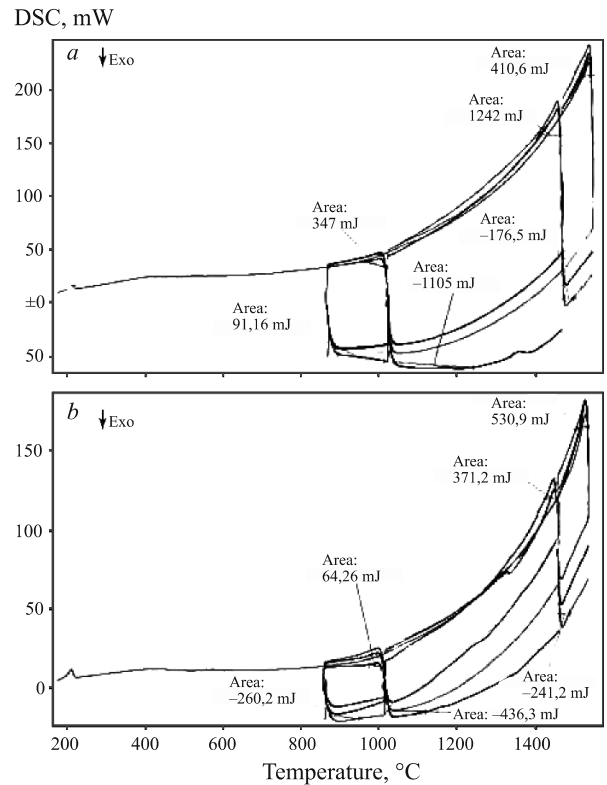 DSC, mW
a
Exo
Area:
410,6 mJ
200
Area:
1242 mJ
150
100
Area:
347 mJ
Area:
–176,5 mJ
50
Area:
–1105 mJ
±0
Area:
91,16 mJ
50
b
Exo
Area:
530,9 mJ
150
Area:
371,2 mJ
100
Area:
64,26 mJ
50
Area:
–260,2 mJ
0
Area:
–241,2 mJ
Area: –436,3 mJ
200 400 600 800 1000 1200 1400
Temperature, °C